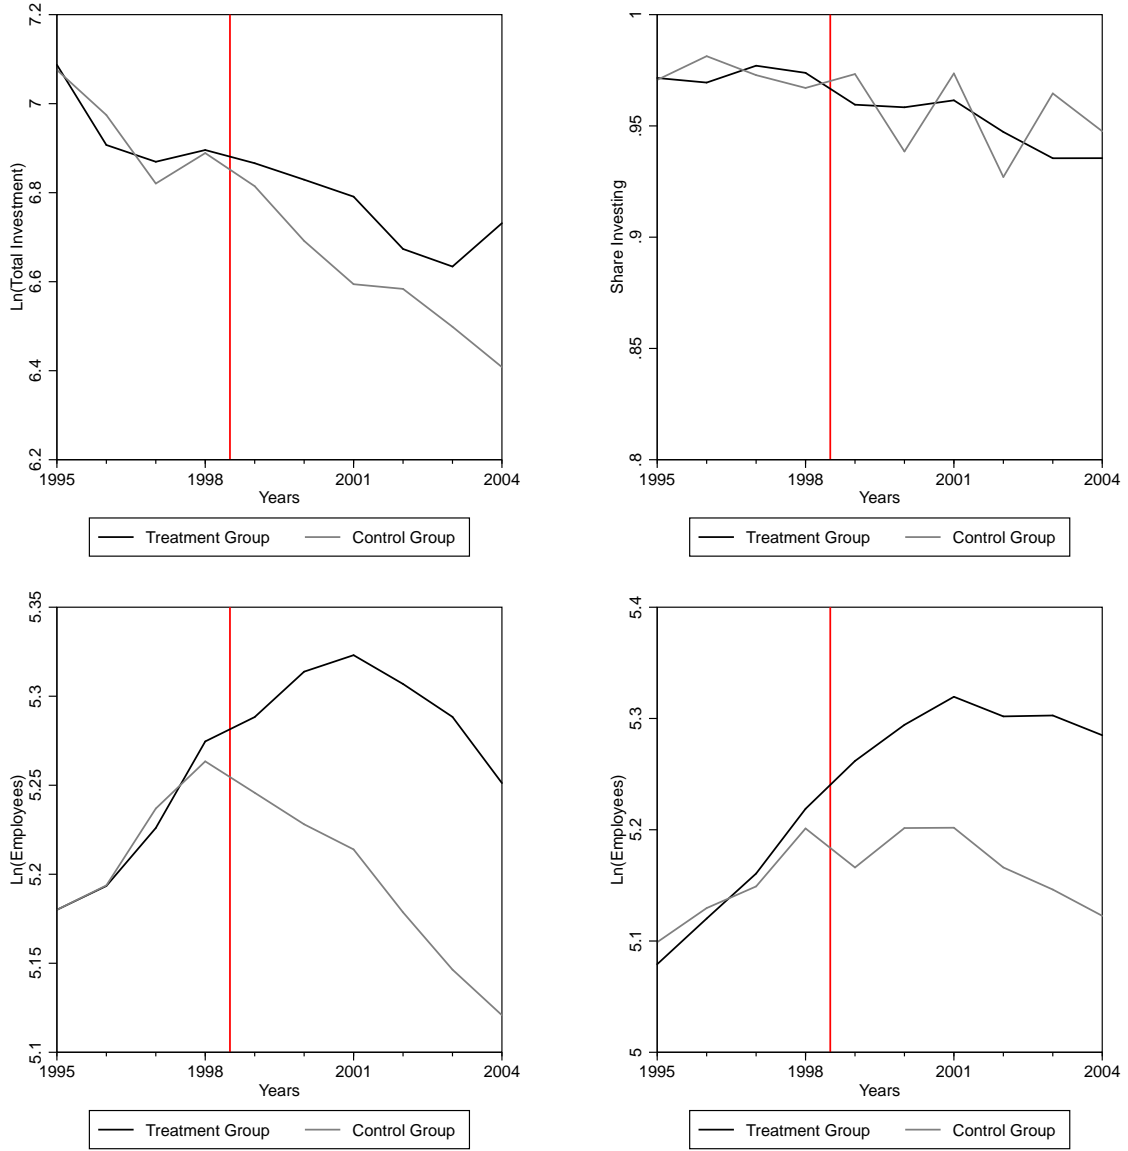 7.2
7
6.8
6.6
6.4
6.2
Ln(Total Investment)
1995 1998 2001 2004
Years
Treatment Group Control Group
1
.95
.9
.85
.8
Share Investing
1995 1998 2001 2004
Years
Treatment Group Control Group
5.35
5.3
5.25
5.2
5.15
5.1
Ln(Employees)
1995 1998 2001 2004
Years
Treatment Group Control Group
5.4
5.3
5.2
5.1
5
Ln(Employees)
1995 1998 2001 2004
Years
Treatment Group Control Group